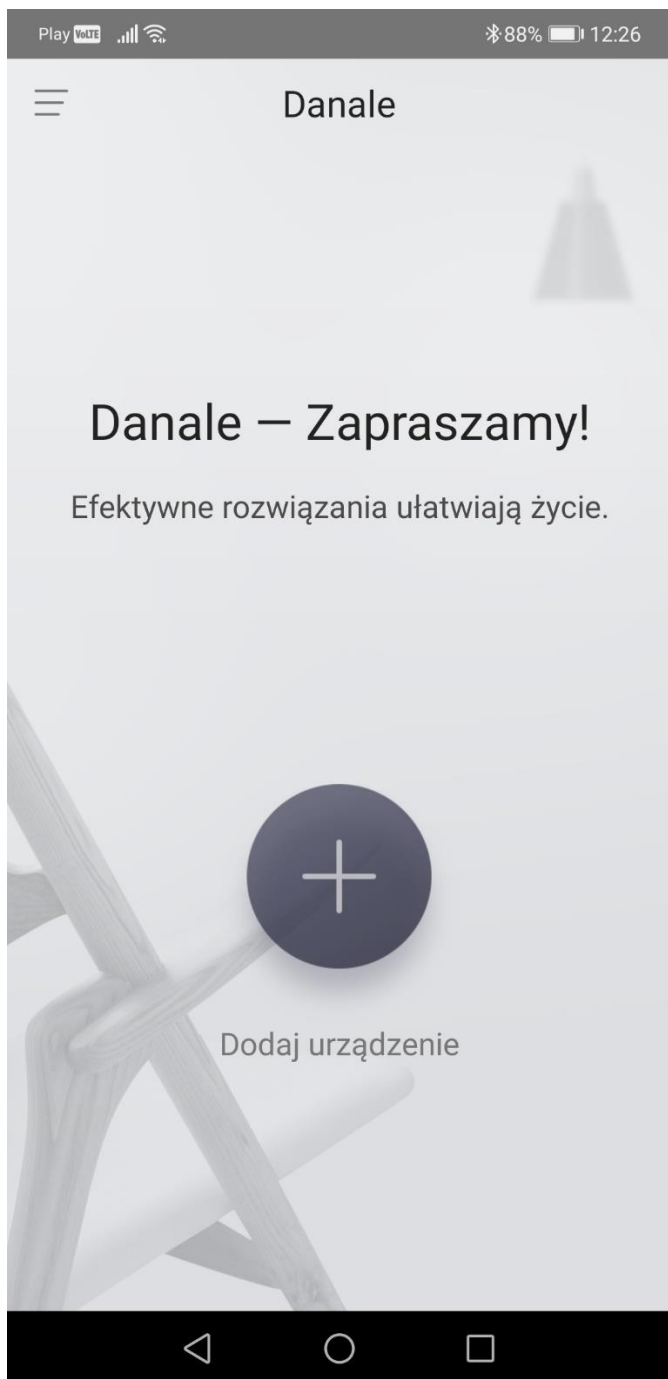 Play VoLTE 88% 12:26
Danale
Danale — Zapraszamy!
Efektywne rozwiązania ułatwiają życie.
Dodaj urządzenie